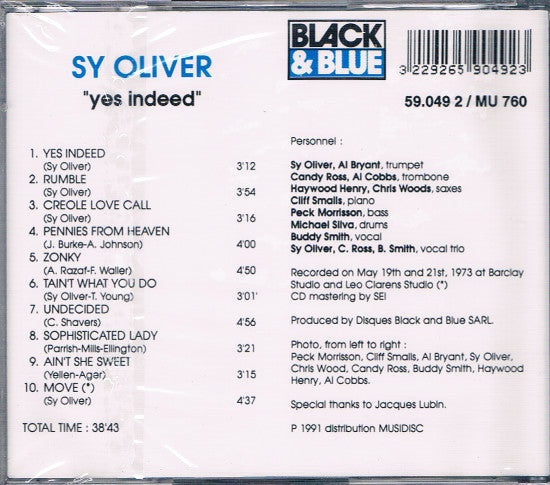 SY OLIVER
"yes indeed"
BLACK
& BLUE
3 229265 904923
59.049 2 / MU 760
1. YES INDEED
(Sy Oliver) 3'12
2. RUMBLE
(Sy Oliver) 3'54
3. CREOLE LOVE CALL
(Sy Oliver) 3'16
4. PENNIES FROM HEAVEN
(J. Burke-A. Johnson) 4'00
5. ZONKY
(A. Razaf-F. Waller) 4'50
6. TAIN'T WHAT YOU DO
(Sy Oliver-T. Young) 3'01'
7. UNDECIDED
(C. Shavers) 4'56
8. SOPHISTICATED LADY
(Parrish-Mills-Ellington) 3'21
9. AIN'T SHE SWEET
(Yellen-Ager) 3'15
10. MOVE (*)
(Sy Oliver) 4'37
TOTAL TIME : 38'43
Personnel :
Sy Oliver, Al Bryant, trumpet
Candy Ross, Al Cobbs, trombone
Haywood Henry, Chris Woods, saxes
Cliff Smalls, piano
Peck Morrisson, bass
Michael Silva, drums
Buddy Smith, vocal
Sy Oliver, C. Ross, B. Smith, vocal trio
Recorded on May 19th and 21st, 1973 at Barclay
Studio and Leo Clarens Studio (*)
CD mastering by SEI
Produced by Disques Black and Blue SARL.
Photo, from left to right :
Peck Morrisson, Cliff Smals, Al Bryant, Sy Oliver,
Chris Wood, Candy Ross, Buddy Smith, Haywood
Henry, Al Cobbs.
Special thanks to Jacques Lubin.
P 1991 distribution MUSIDISC